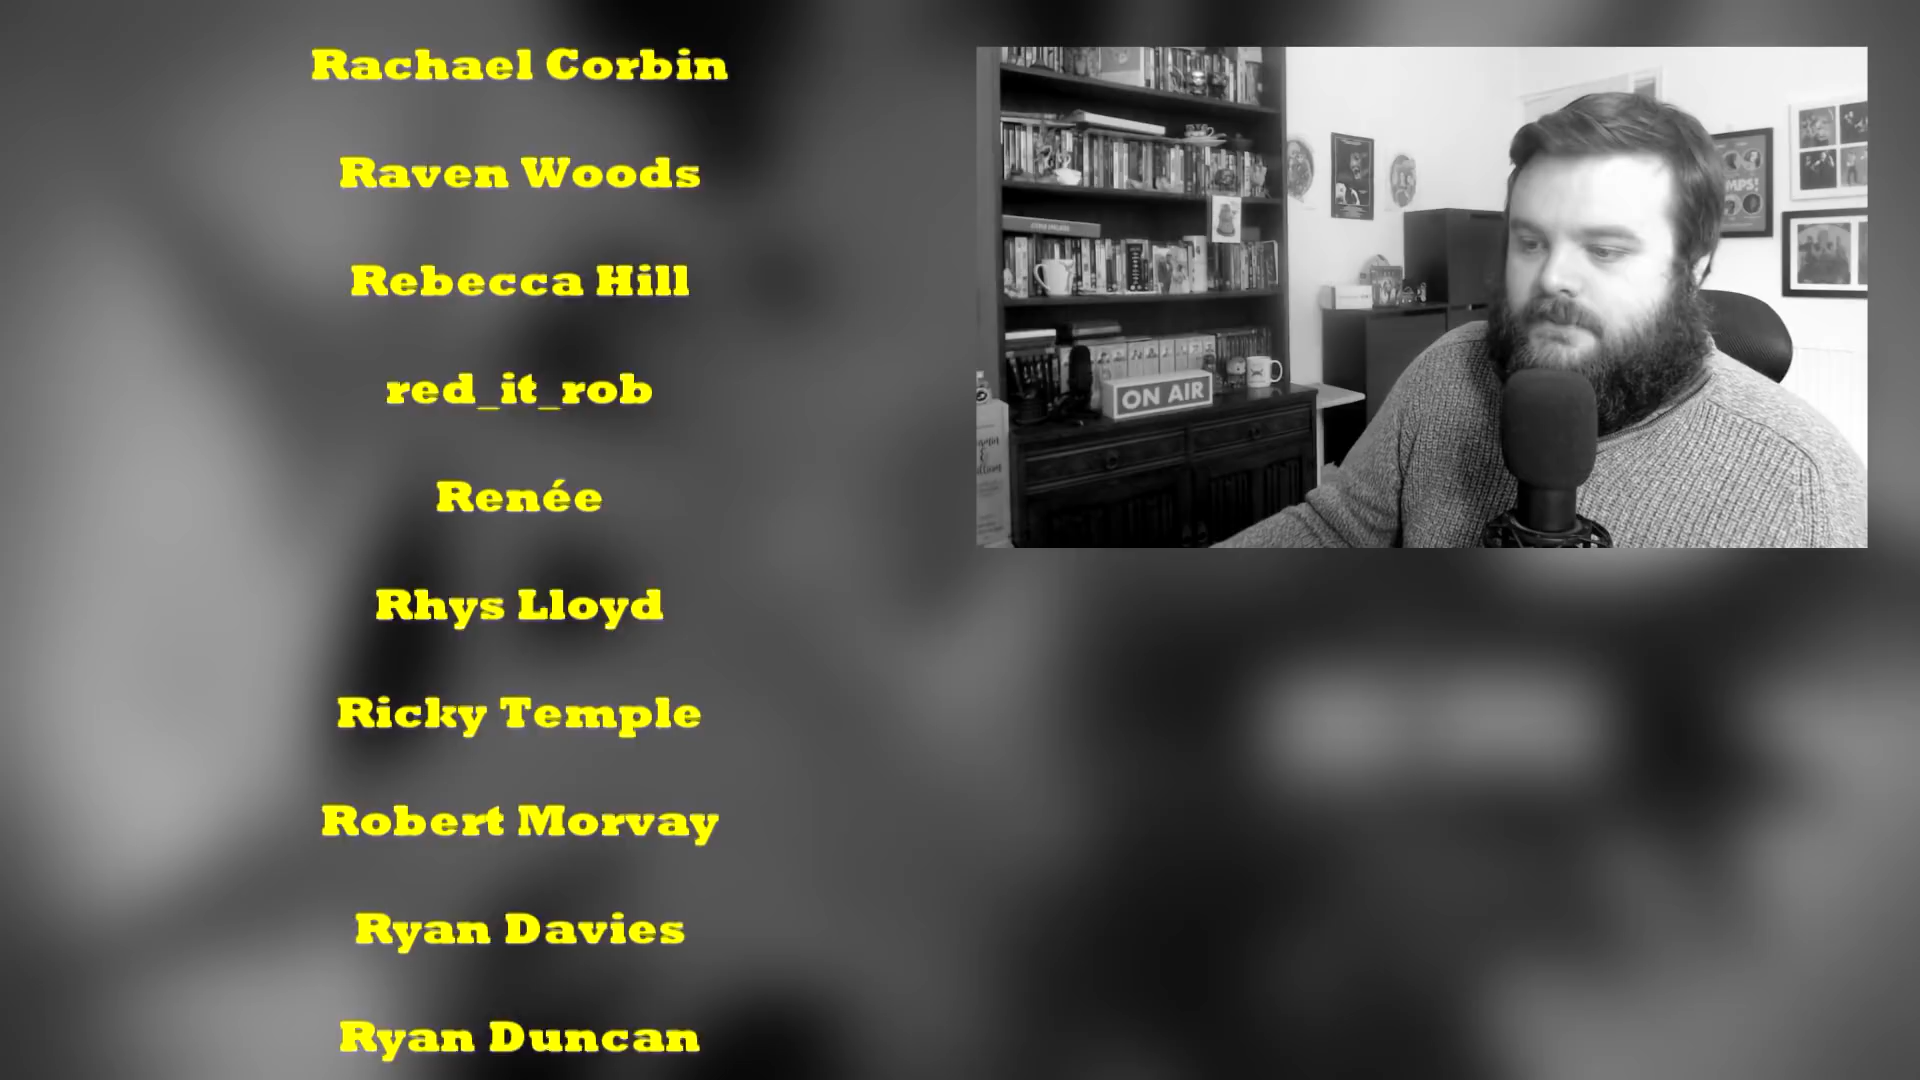 Rachael Corbin
Raven Woods
Rebecca Hill
red_it_rob
Renée
Rhys Lloyd
Ricky Temple
Robert Morvay
Ryan Davies
Ryan Duncan
ON AIR
MPS!